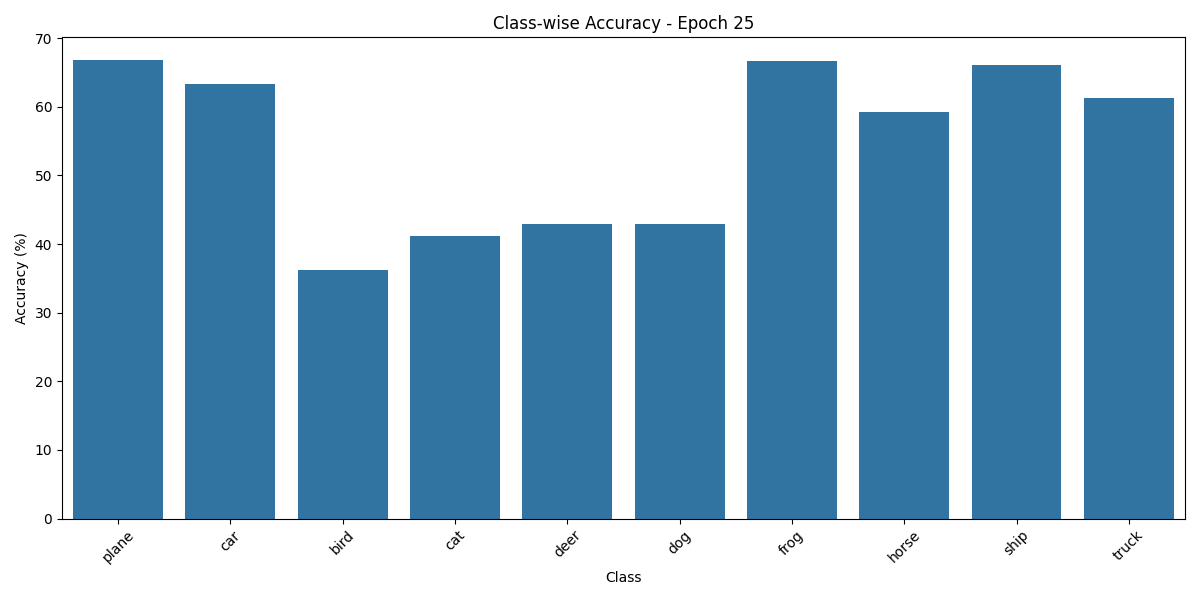 Class-wise Accuracy - Epoch 25
Accuracy (%)
70
60
50
40
30
20
10
0
plane
car
bird
cat
deer
dog
frog
horse
ship
truck
Class